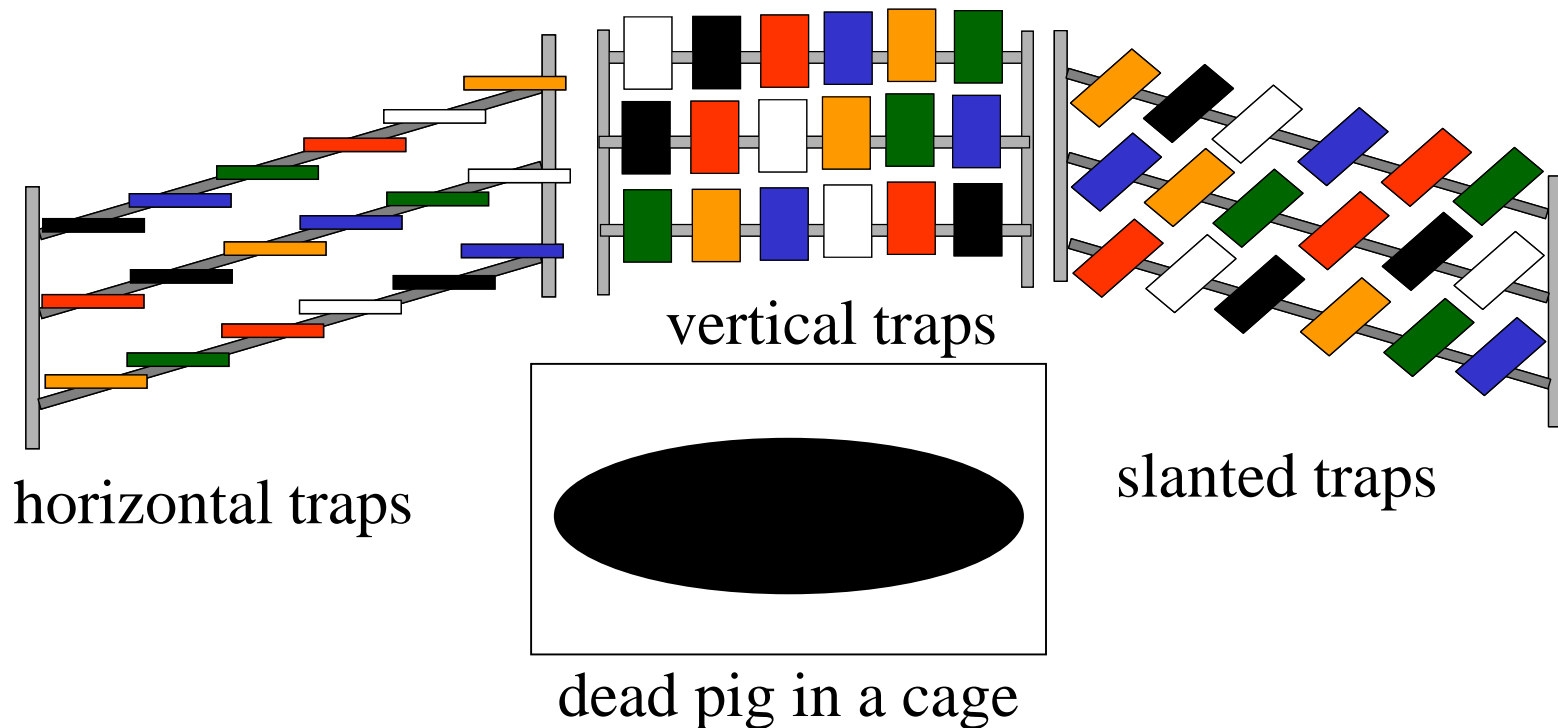 vertical traps
horizontal traps
slanted traps
dead pig in a cage